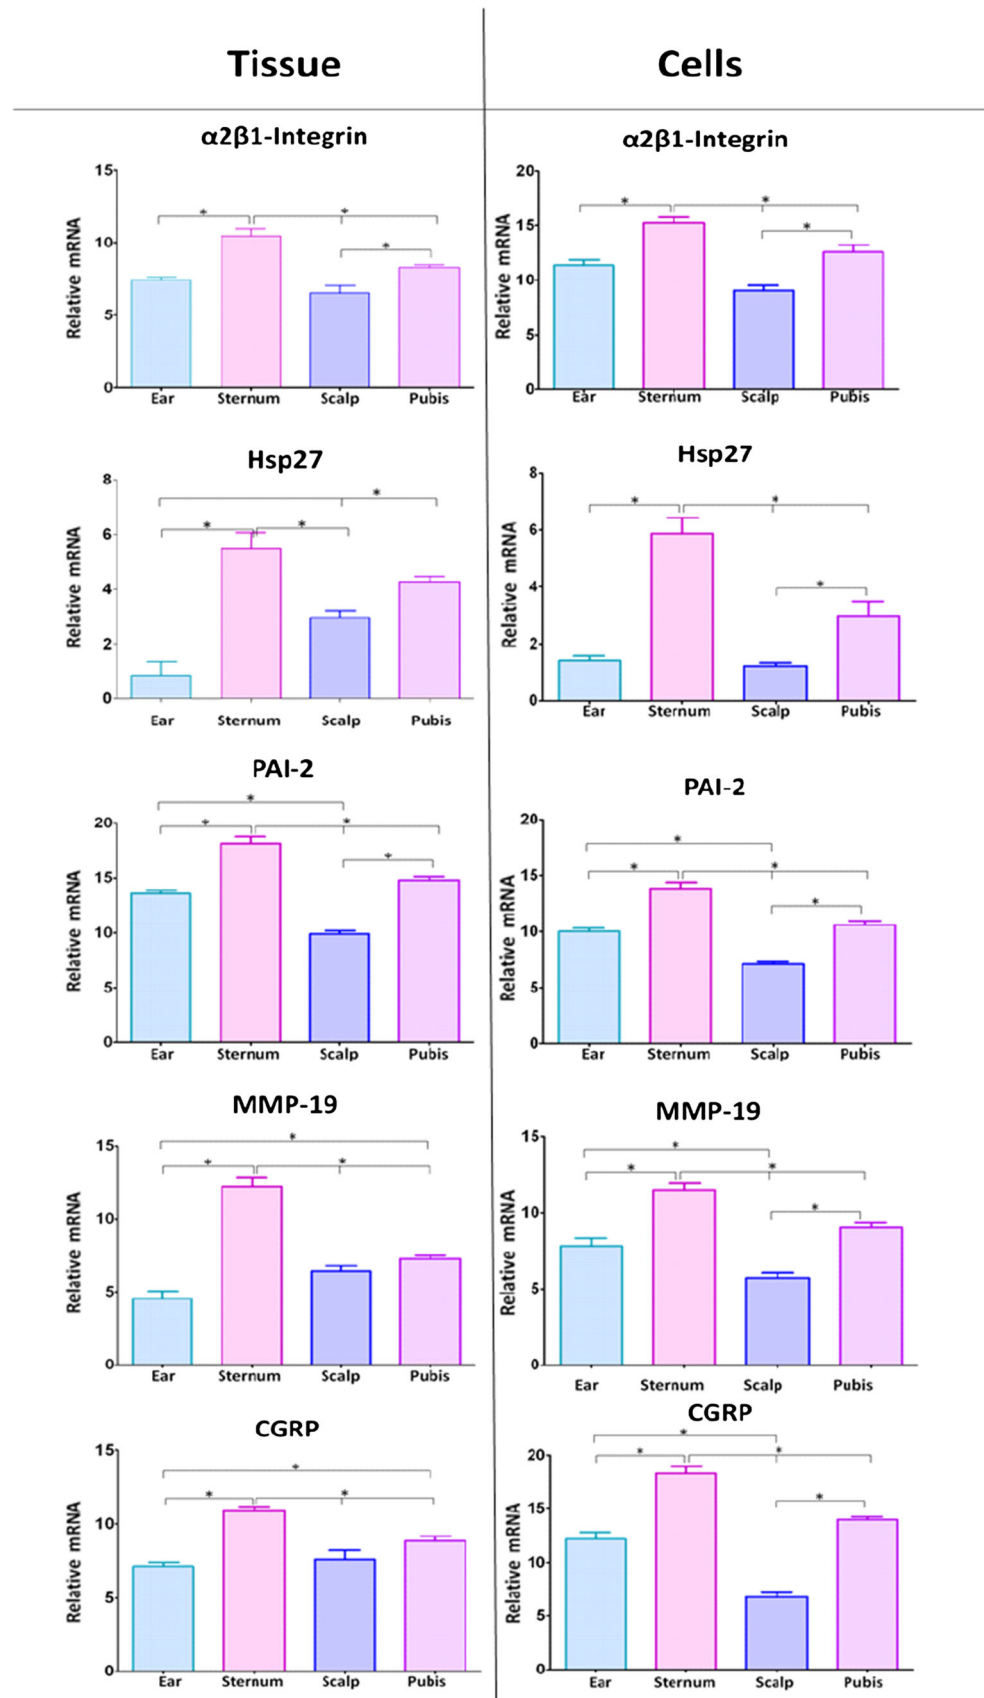 Tissue
Cells
α2β1-Integrin
Relative mRNA
15
10
5
0
*
*
*
Ear Sternum Scalp Pubis
α2β1-Integrin
Relative mRNA
20
15
10
5
0
*
*
*
Ear Sternum Scalp Pubis
Hsp27
Relative mRNA
8
6
4
2
0
*
*
*
Ear Sternum Scalp Pubis
Hsp27
Relative mRNA
8
6
4
2
0
*
*
*
Ear Sternum Scalp Pubis
PAI-2
Relative mRNA
20
15
10
5
0
*
*
*
*
Ear Sternum Scalp Pubis
PAI-2
Relative mRNA
20
15
10
5
0
*
*
*
*
Ear Sternum Scalp Pubis
MMP-19
Relative mRNA
15
10
5
0
*
*
*
Ear Sternum Scalp Pubis
MMP-19
Relative mRNA
15
10
5
0
*
*
*
*
Ear Sternum Scalp Pubis
CGRP
Relative mRNA
15
10
5
0
*
*
*
Ear Sternum Scalp Pubis
CGRP
Relative mRNA
20
15
10
5
0
*
*
*
*
Ear Sternum Scalp Pubis